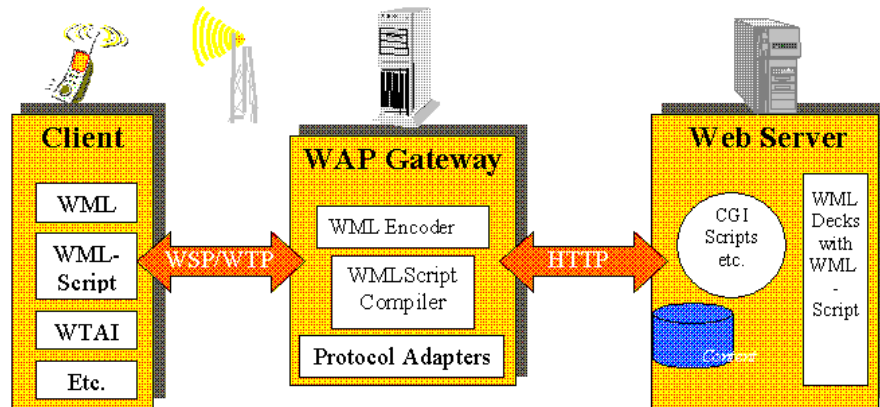 Client
WML
WML-
Script
WTAI
Etc.
WSP/WTP
WAP Gateway
WML Encoder
WMLScript
Compiler
Protocol Adapters
HTTP
Web Server
CGI
Scripts
etc.
Content
WML
Decks
with
WML
-
Script